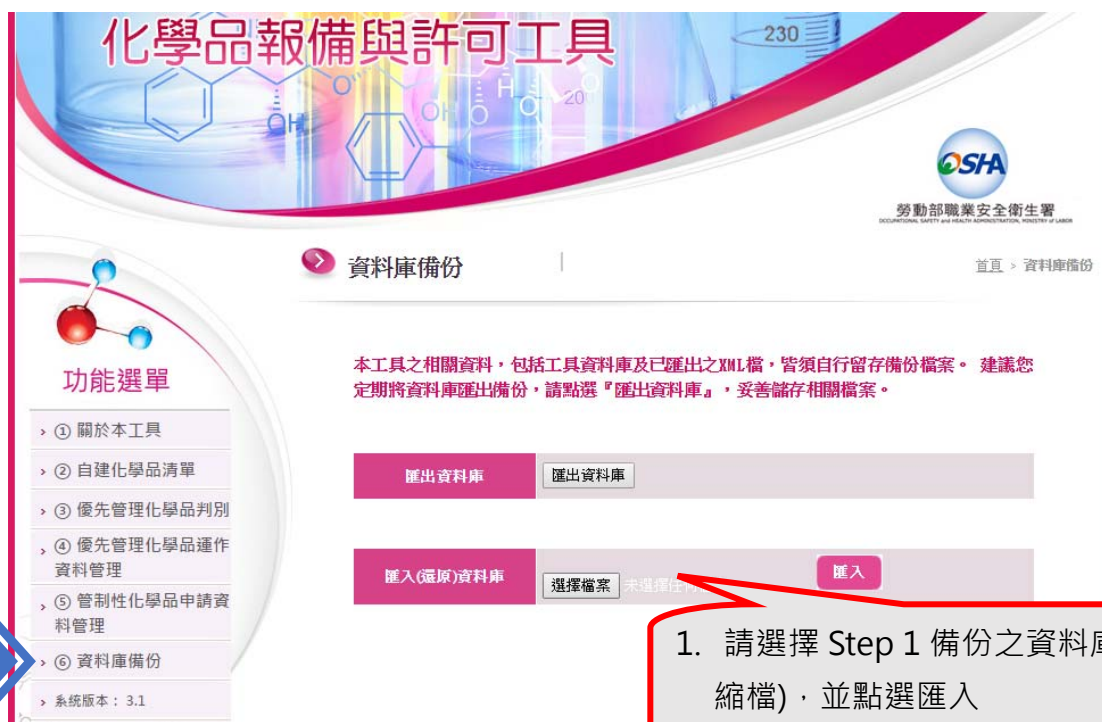 化學品報備與許可工具
230
200
OH
O
H
O
OH
O
OSHA
勞動部職業安全衛生署
OCCUPATIONAL SAFETY and HEALTH ADMINISTRATION, MINISTRY of LABOR
資料庫備份
首頁 > 資料庫備份
本工具之相關資料，包括工具資料庫及已匯出之XML檔，皆須自行留存備份檔案。 建議您
定期將資料庫匯出備份，請點選『匯出資料庫』，妥善儲存相關檔案。
功能選單
› ① 關於本工具
› ② 自建化學品清單
› ③ 優先管理化學品判別
› ④ 優先管理化學品運作
資料管理
› ⑤ 管制性化學品申請資
料管理
› ⑥ 資料庫備份
› 系統版本： 3.1
匯出資料庫 匯出資料庫
匯入(還原)資料庫 選擇檔案 未選擇任何 匯入
1. 請選擇 Step 1 備份之資料庫
縮檔)，並點選匯入